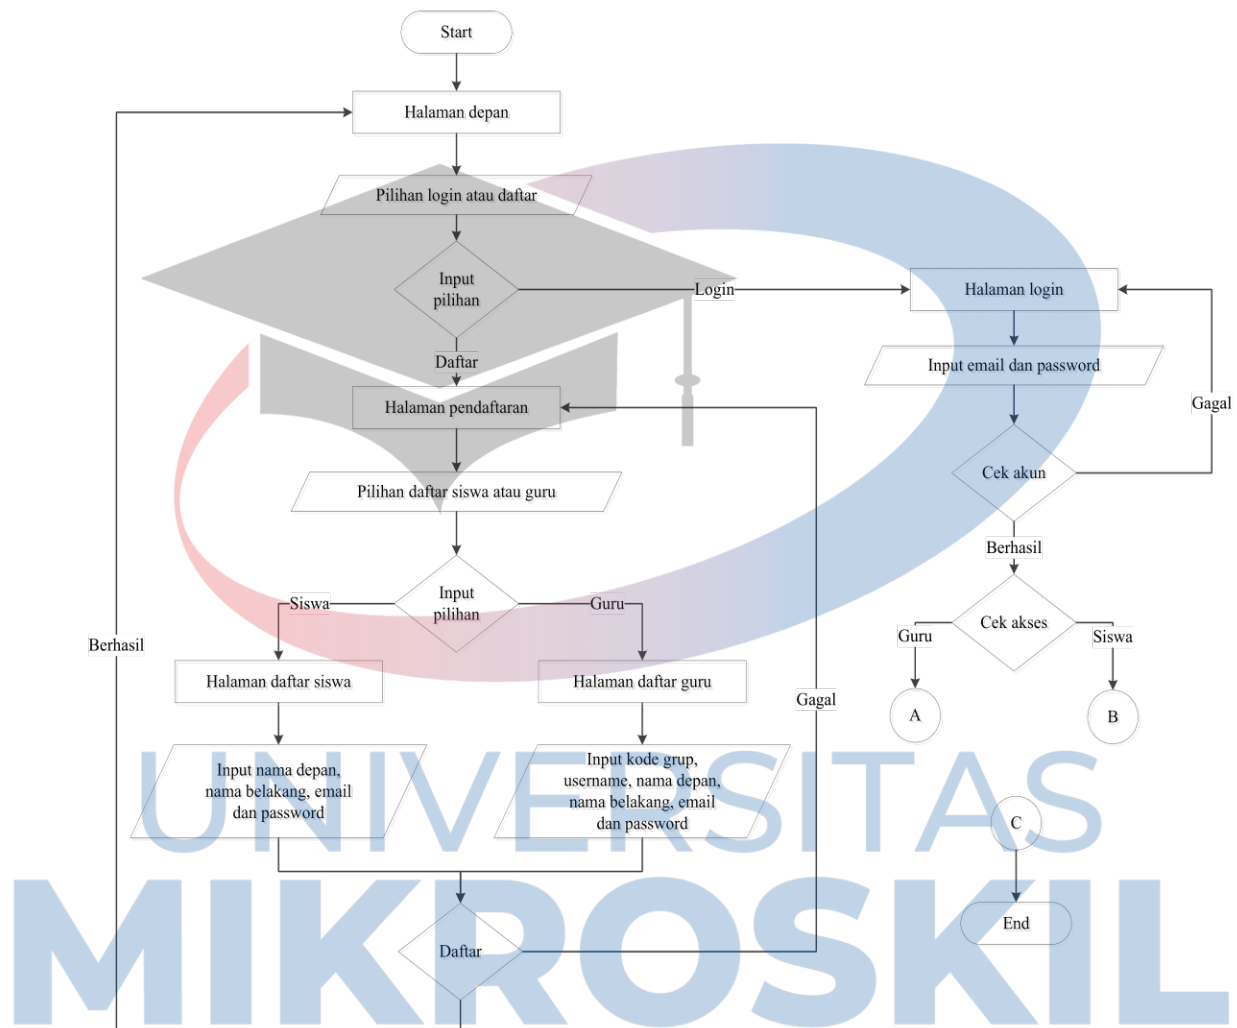 Start
Halaman depan
Pilihan login atau daftar
Input
pilihan
Login
Halaman login
Daftar
Input email dan password
Halaman pendaftaran
Gagal
Cek akun
Pilihan daftar siswa atau guru
Berhasil
Input
pilihan
Siswa
Guru
Cek akses
Guru
Siswa
Berhasil
Halaman daftar siswa
Halaman daftar guru
Gagal
A
B
Input nama depan,
nama belakang, email
dan password
Input kode grup,
username, nama depan,
nama belakang, email
dan password
C
End
Daftar
UNIVERSITAS
MIKROSKIL